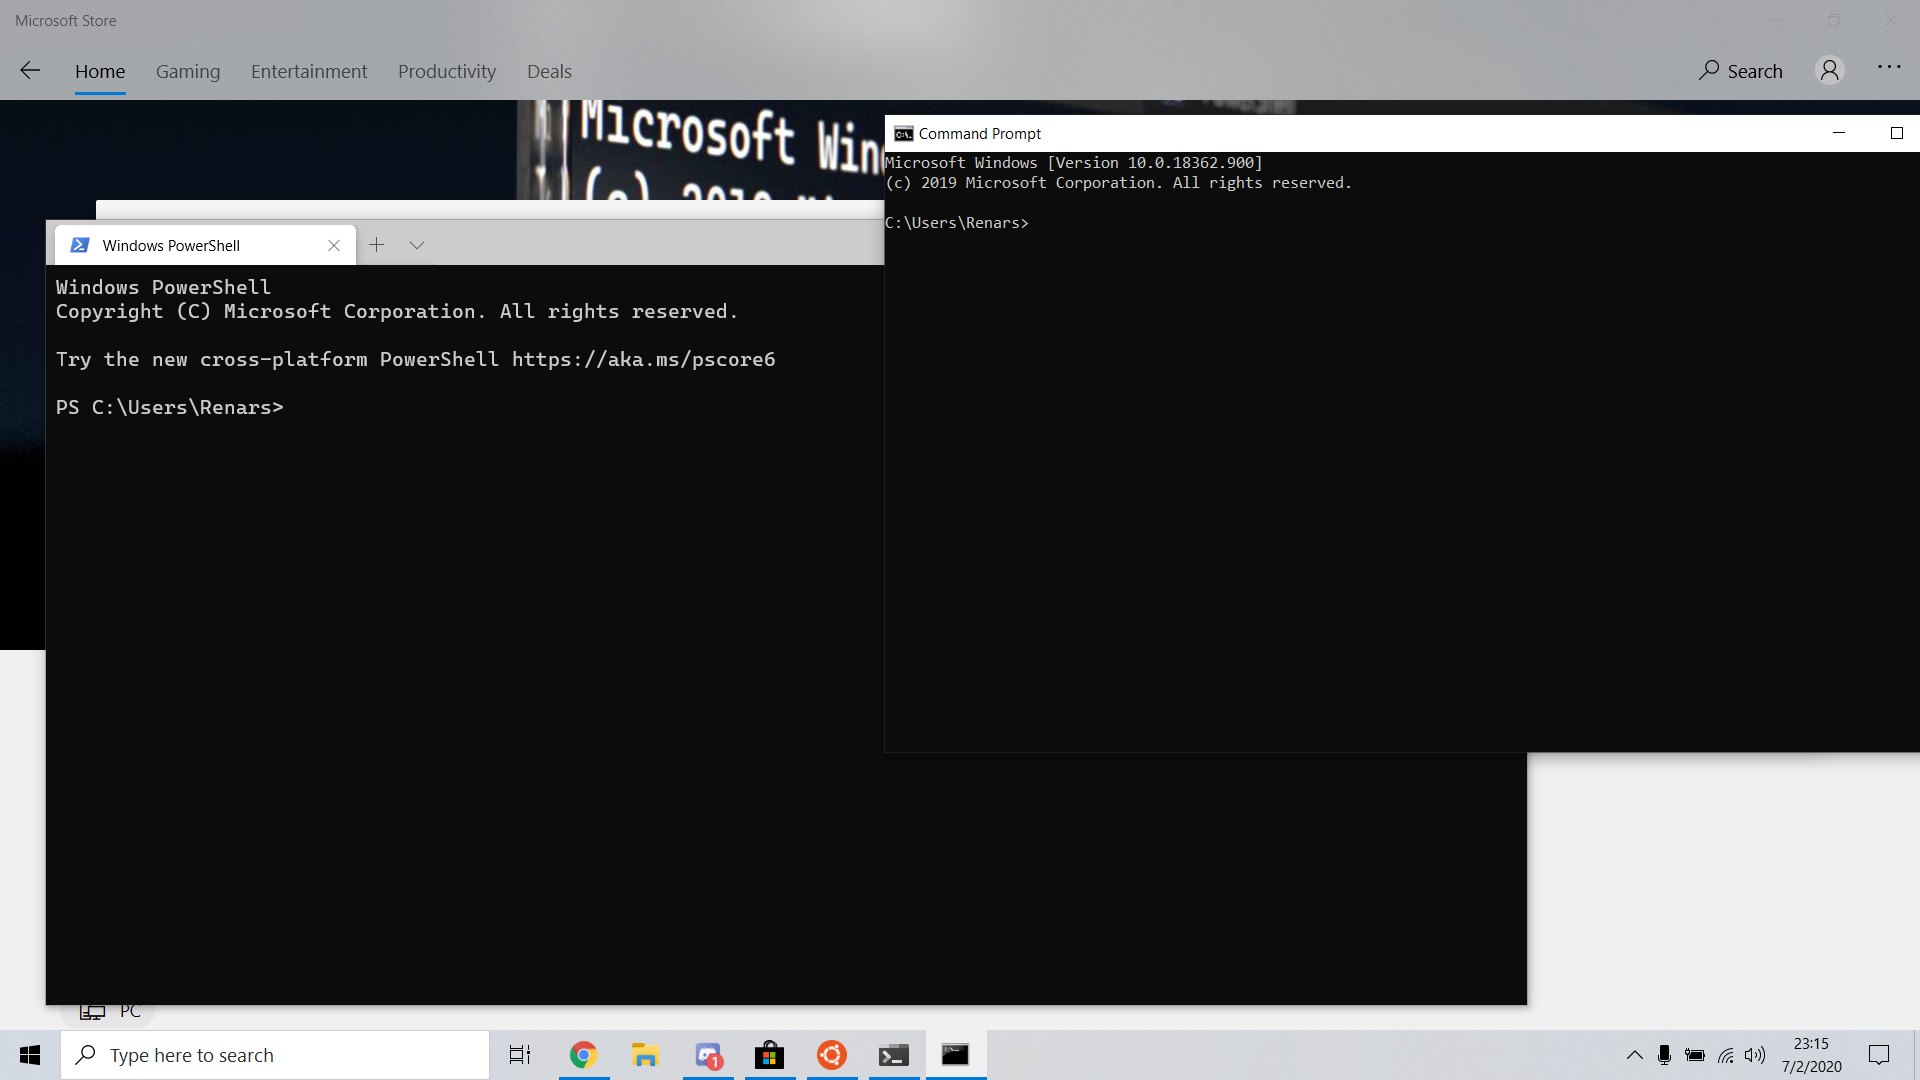 Microsoft Store
Home Gaming Entertainment Productivity Deals Search
Microsoft Win
Command Prompt
Microsoft Windows [Version 10.0.18362.900]
(c) 2019 Microsoft Corporation. All rights reserved.
C:\Users\Renars>
Windows PowerShell
Windows PowerShell
Copyright (C) Microsoft Corporation. All rights reserved.
Try the new cross-platform PowerShell https://aka.ms/pscore6
PS C:\Users\Renars>
PC
Type here to search
1
23:15
7/2/2020